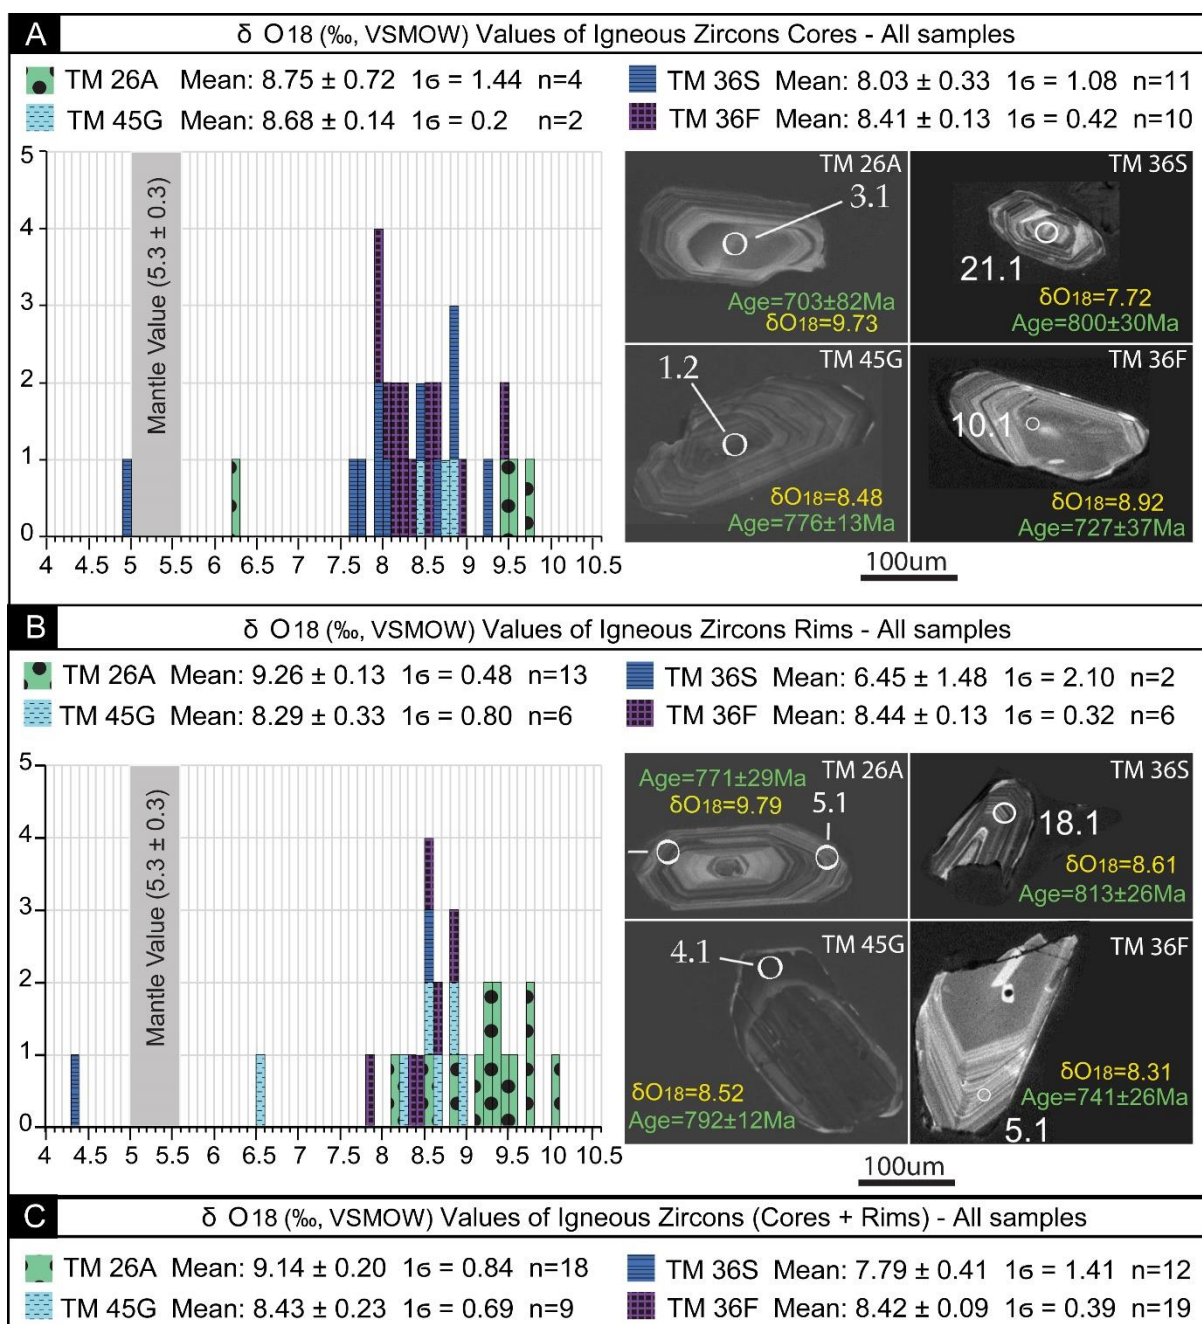 A δ O18 (‰, VSMOW) Values of Igneous Zircons Cores - All samples
TM 26A Mean: 8.75 ± 0.72 1σ = 1.44 n=4
TM 36S Mean: 8.03 ± 0.33 1σ = 1.08 n=11
TM 45G Mean: 8.68 ± 0.14 1σ = 0.2 n=2
TM 36F Mean: 8.41 ± 0.13 1σ = 0.42 n=10
5
4
3
2
1
0
Mantle Value (5.3 ± 0.3)
4 4.5 5 5.5 6 6.5 7 7.5 8 8.5 9 9.5 10 10.5
TM 26A
3.1
Age=703±82Ma
δO18=9.73
TM 36S
21.1
δO18=7.72
Age=800±30Ma
TM 45G
1.2
δO18=8.48
Age=776±13Ma
TM 36F
10.1
δO18=8.92
Age=727±37Ma
100um
B δ O18 (‰, VSMOW) Values of Igneous Zircons Rims - All samples
TM 26A Mean: 9.26 ± 0.13 1σ = 0.48 n=13
TM 36S Mean: 6.45 ± 1.48 1σ = 2.10 n=2
TM 45G Mean: 8.29 ± 0.33 1σ = 0.80 n=6
TM 36F Mean: 8.44 ± 0.13 1σ = 0.32 n=6
5
4
3
2
1
0
Mantle Value (5.3 ± 0.3)
4 4.5 5 5.5 6 6.5 7 7.5 8 8.5 9 9.5 10 10.5
Age=771±29Ma TM 26A
δO18=9.79 5.1
TM 36S
18.1
δO18=8.61
Age=813±26Ma
TM 45G
4.1
δO18=8.52
Age=792±12Ma
TM 36F
δO18=8.31
Age=741±26Ma
5.1
100um
C δ O18 (‰, VSMOW) Values of Igneous Zircons (Cores + Rims) - All samples
TM 26A Mean: 9.14 ± 0.20 1σ = 0.84 n=18
TM 36S Mean: 7.79 ± 0.41 1σ = 1.41 n=12
TM 45G Mean: 8.43 ± 0.23 1σ = 0.69 n=9
TM 36F Mean: 8.42 ± 0.09 1σ = 0.39 n=19